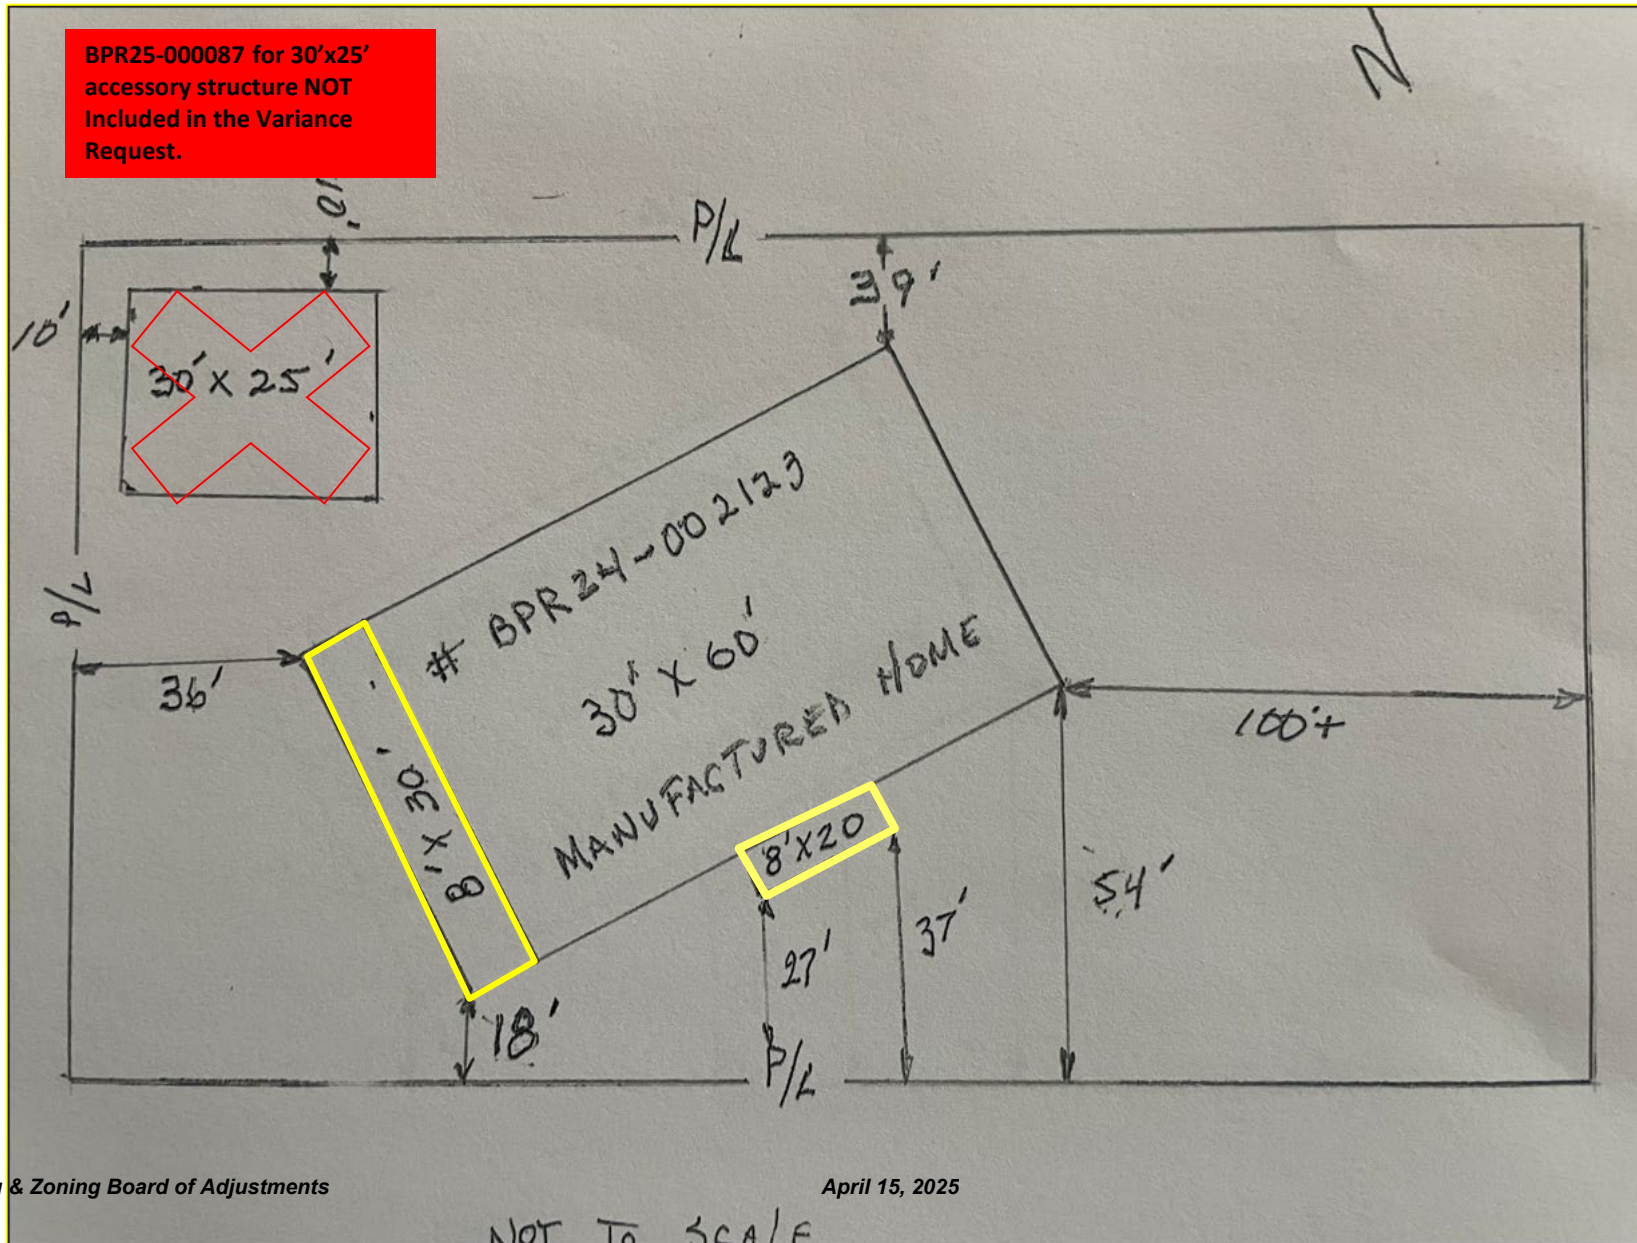 BPR25-000087 for 30’x25’
accessory structure NOT
Included in the Variance
Request.
N
10'
P/L
39'
10'
30' X 25'
# BPR24-002123
30' X 60'
MANUFACTURED HOME
P/L
36'
8' X 30'
100'+
8'X20
54'
37'
27'
18'
P/L
& Zoning Board of Adjustments
April 15, 2025
NOT TO SCALE